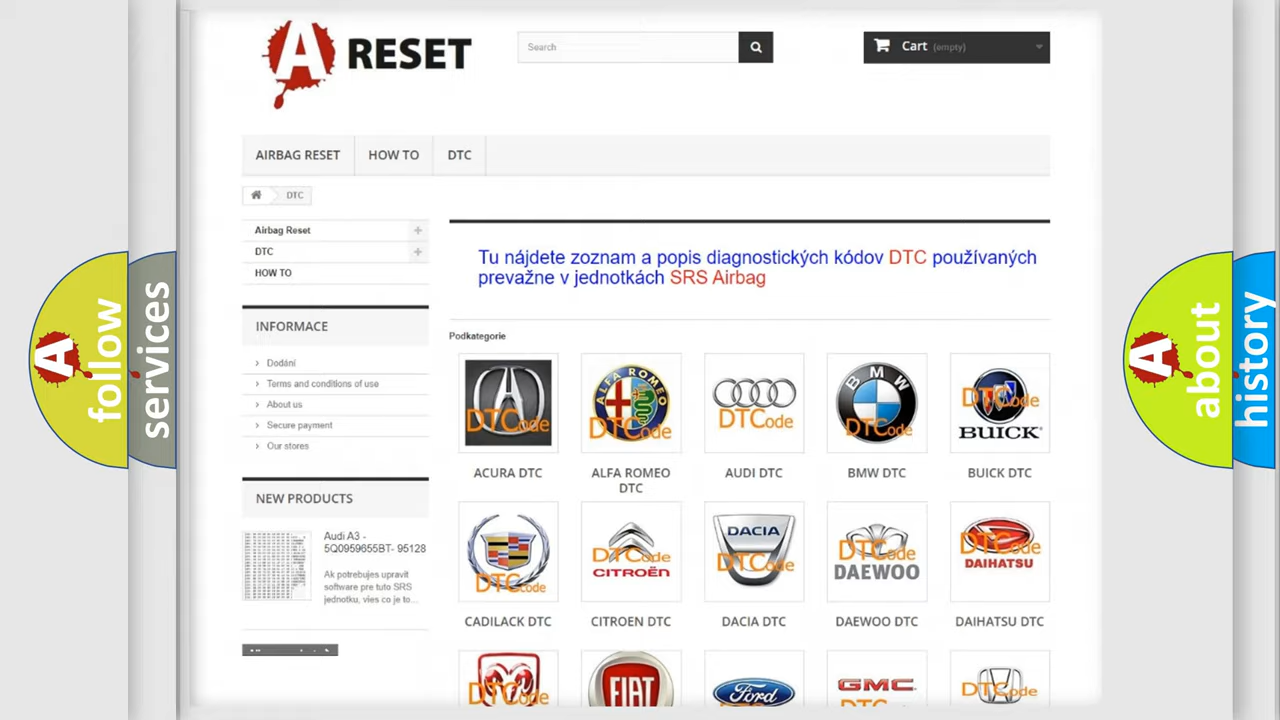 A RESET
Search
Cart (empty)
AIRBAG RESET
HOW TO
DTC
DTC
Airbag Reset
DTC
HOW TO
INFORMACE
Dodání
Terms and conditions of use
About us
Secure payment
Our stores
NEW PRODUCTS
Audi A3 -
5Q0959655BT- 95128
Ak potrebujes upravit
software pre tuto SRS
jednotku, vies co je to...
Tu nájdete zoznam a popis diagnostických kódov DTC používaných
prevažne v jednotkách SRS Airbag
Podkategorie
DTCode
ALFA ROMEO
DTCode
DTCode
BMW
DTCode
DTCode
BUICK
ACURA DTC
ALFA ROMEO
DTC
AUDI DTC
BMW DTC
BUICK DTC
DTCode
DTCode
CITROËN
DACIA
DTCode
DTCode
DAEWOO
DTCode
DAIHATSU
CADILACK DTC
CITROEN DTC
DACIA DTC
DAEWOO DTC
DAIHATSU DTC
DTCode
FIAT
Ford
GMC
DTCode
A follow
services
A about
history